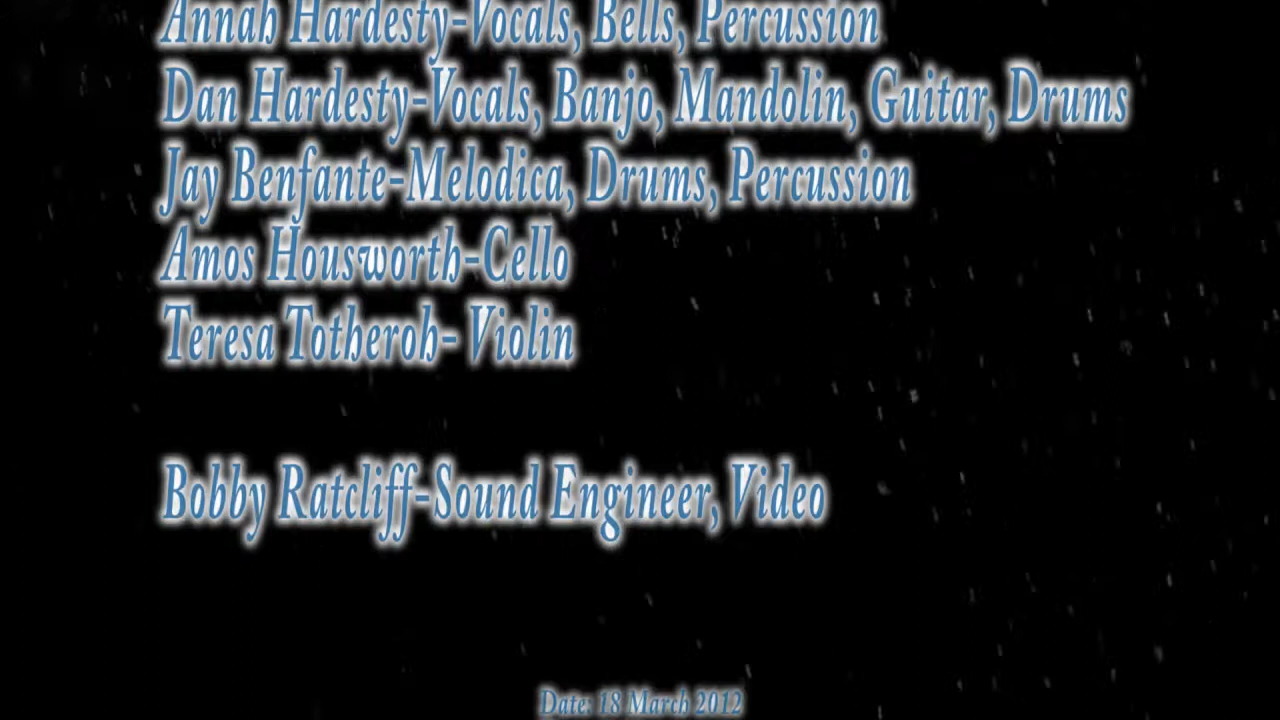 Annah Hardesty-Vocals, Bells, Percussion
Dan Hardesty-Vocals, Banjo, Mandolin, Guitar, Drums
Jay Benfante-Melodica, Drums, Percussion
Amos Housworth-Cello
Teresa Totheroh- Violin
Bobby Ratcliff-Sound Engineer, Video
Date: 18 March 2012